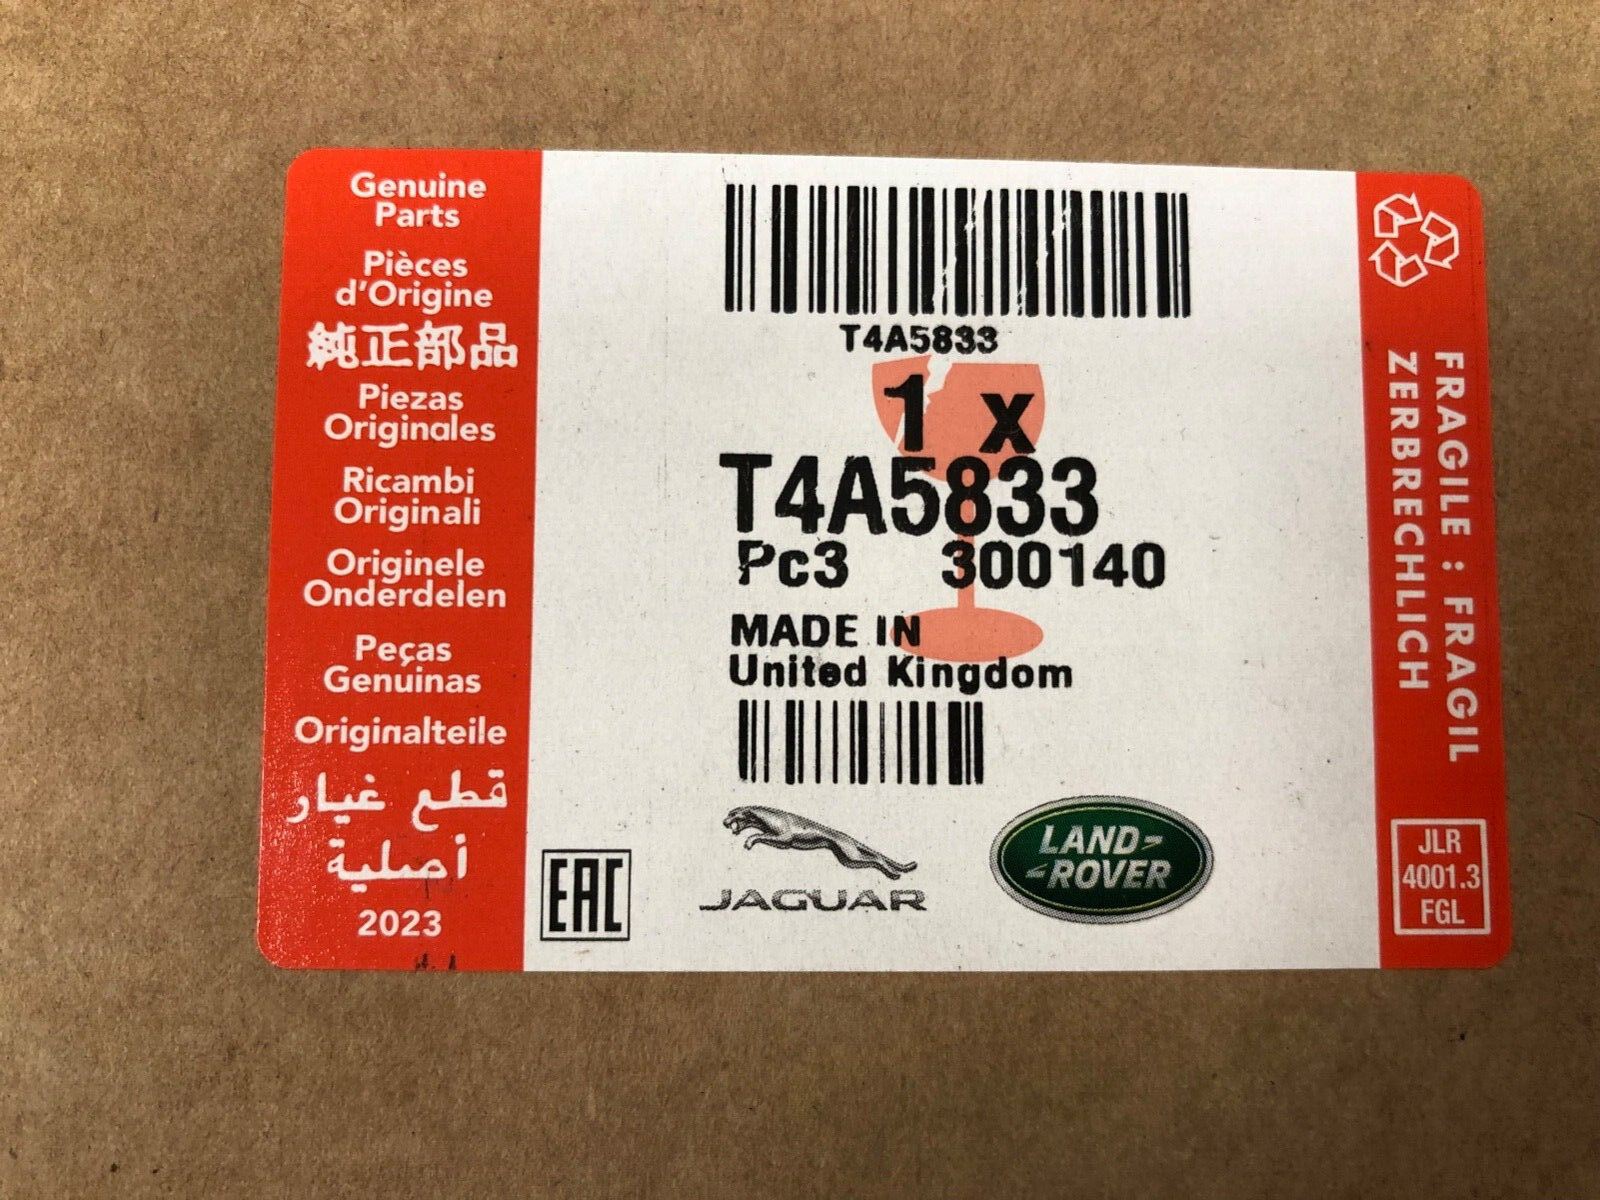 Genuine
Parts
Pièces
d'Origine
純正部品
Piezas
Originales
Ricambi
Originali
Originele
Onderdelen
Peças
Genuinas
Originalteile
قطع غيار
أصلية
2023
EAC
T4A5833
1 x
T4A5833
Pc3 300140
MADE IN
United Kingdom
JAGUAR
LAND-
-ROVER
FRAGILE : FRAGIL
ZERBRECHLICH
JLR
4001.3
FGL